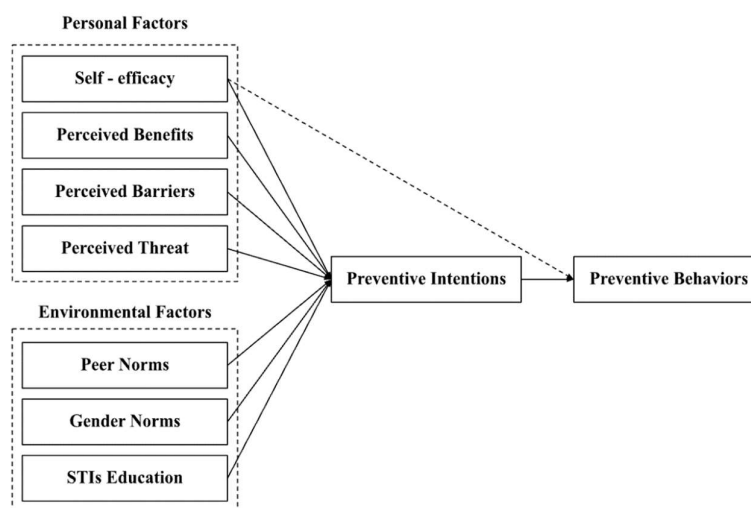 Personal Factors
Self - efficacy
Perceived Benefits
Perceived Barriers
Perceived Threat
Preventive Intentions
Preventive Behaviors
Environmental Factors
Peer Norms
Gender Norms
STIs Education